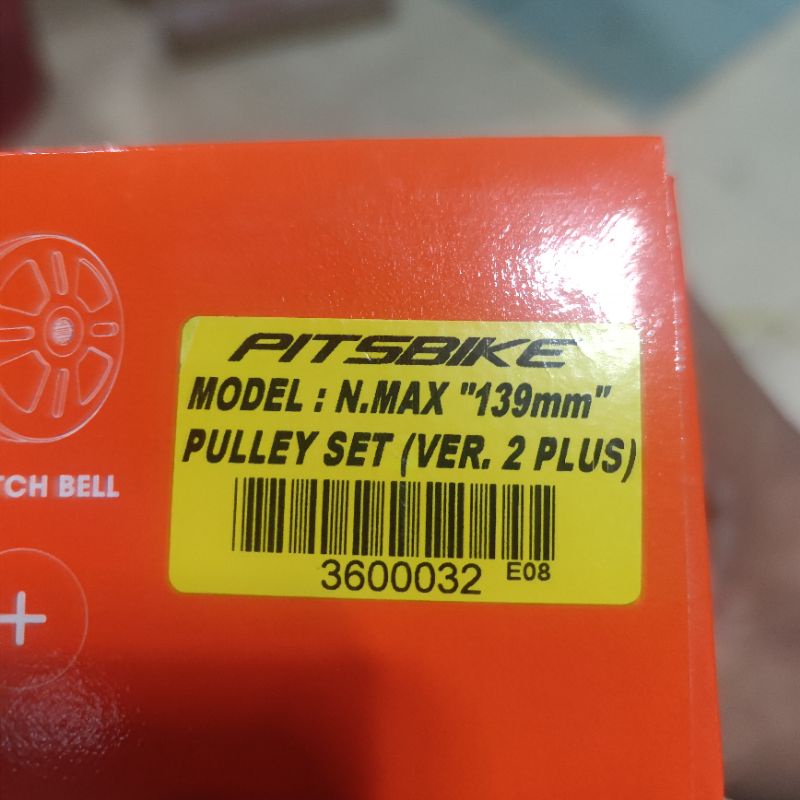 PITSBIKE
MODEL : N.MAX "139mm"
PULLEY SET (VER. 2 PLUS)
TCH BELL
3600032 E08
+